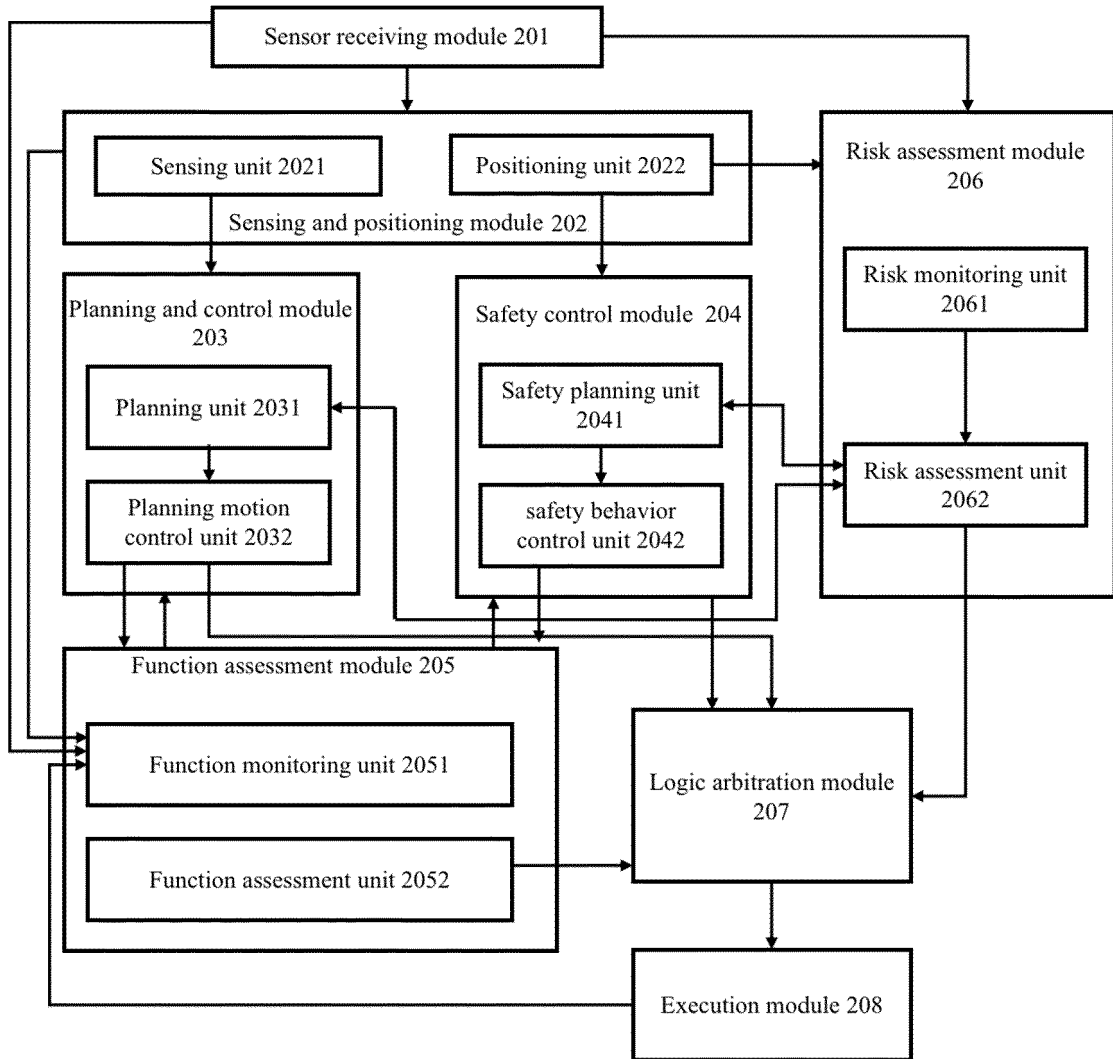 Sensor receiving module 201
Sensing unit 2021
Positioning unit 2022
Sensing and positioning module 202
Risk assessment module
206
Risk monitoring unit
2061
Risk assessment unit
2062
Planning and control module
203
Planning unit 2031
Planning motion
control unit 2032
Safety control module 204
Safety planning unit
2041
safety behavior
control unit 2042
Function assessment module 205
Function monitoring unit 2051
Function assessment unit 2052
Logic arbitration module
207
Execution module 208